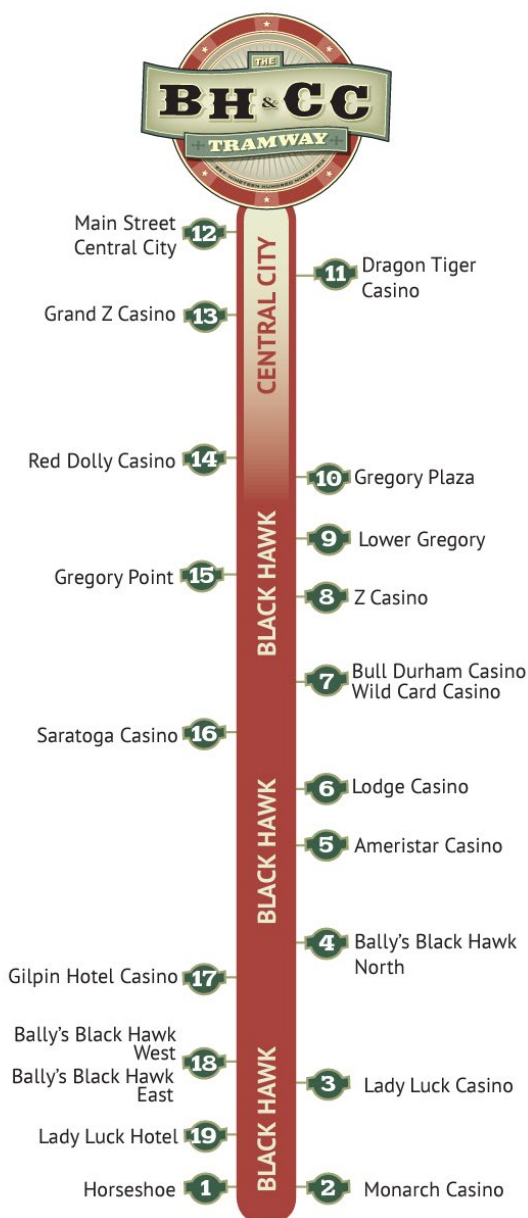 THE
BH & CC
TRAMWAY
EST. NINETEEN HUNDRED NINETY SIX
Main Street
Central City
12
11
Dragon Tiger
Casino
Grand Z Casino
13
CENTRAL CITY
Red Dolly Casino
14
10
Gregory Plaza
9
Lower Gregory
BLACK HAWK
Gregory Point
15
8
Z Casino
7
Bull Durham Casino
Wild Card Casino
Saratoga Casino
16
6
Lodge Casino
BLACK HAWK
5
Ameristar Casino
4
Bally's Black Hawk
North
Gilpin Hotel Casino
17
Bally's Black Hawk
West
18
Bally's Black Hawk
East
3
Lady Luck Casino
BLACK HAWK
Lady Luck Hotel
19
Horseshoe
1
2
Monarch Casino